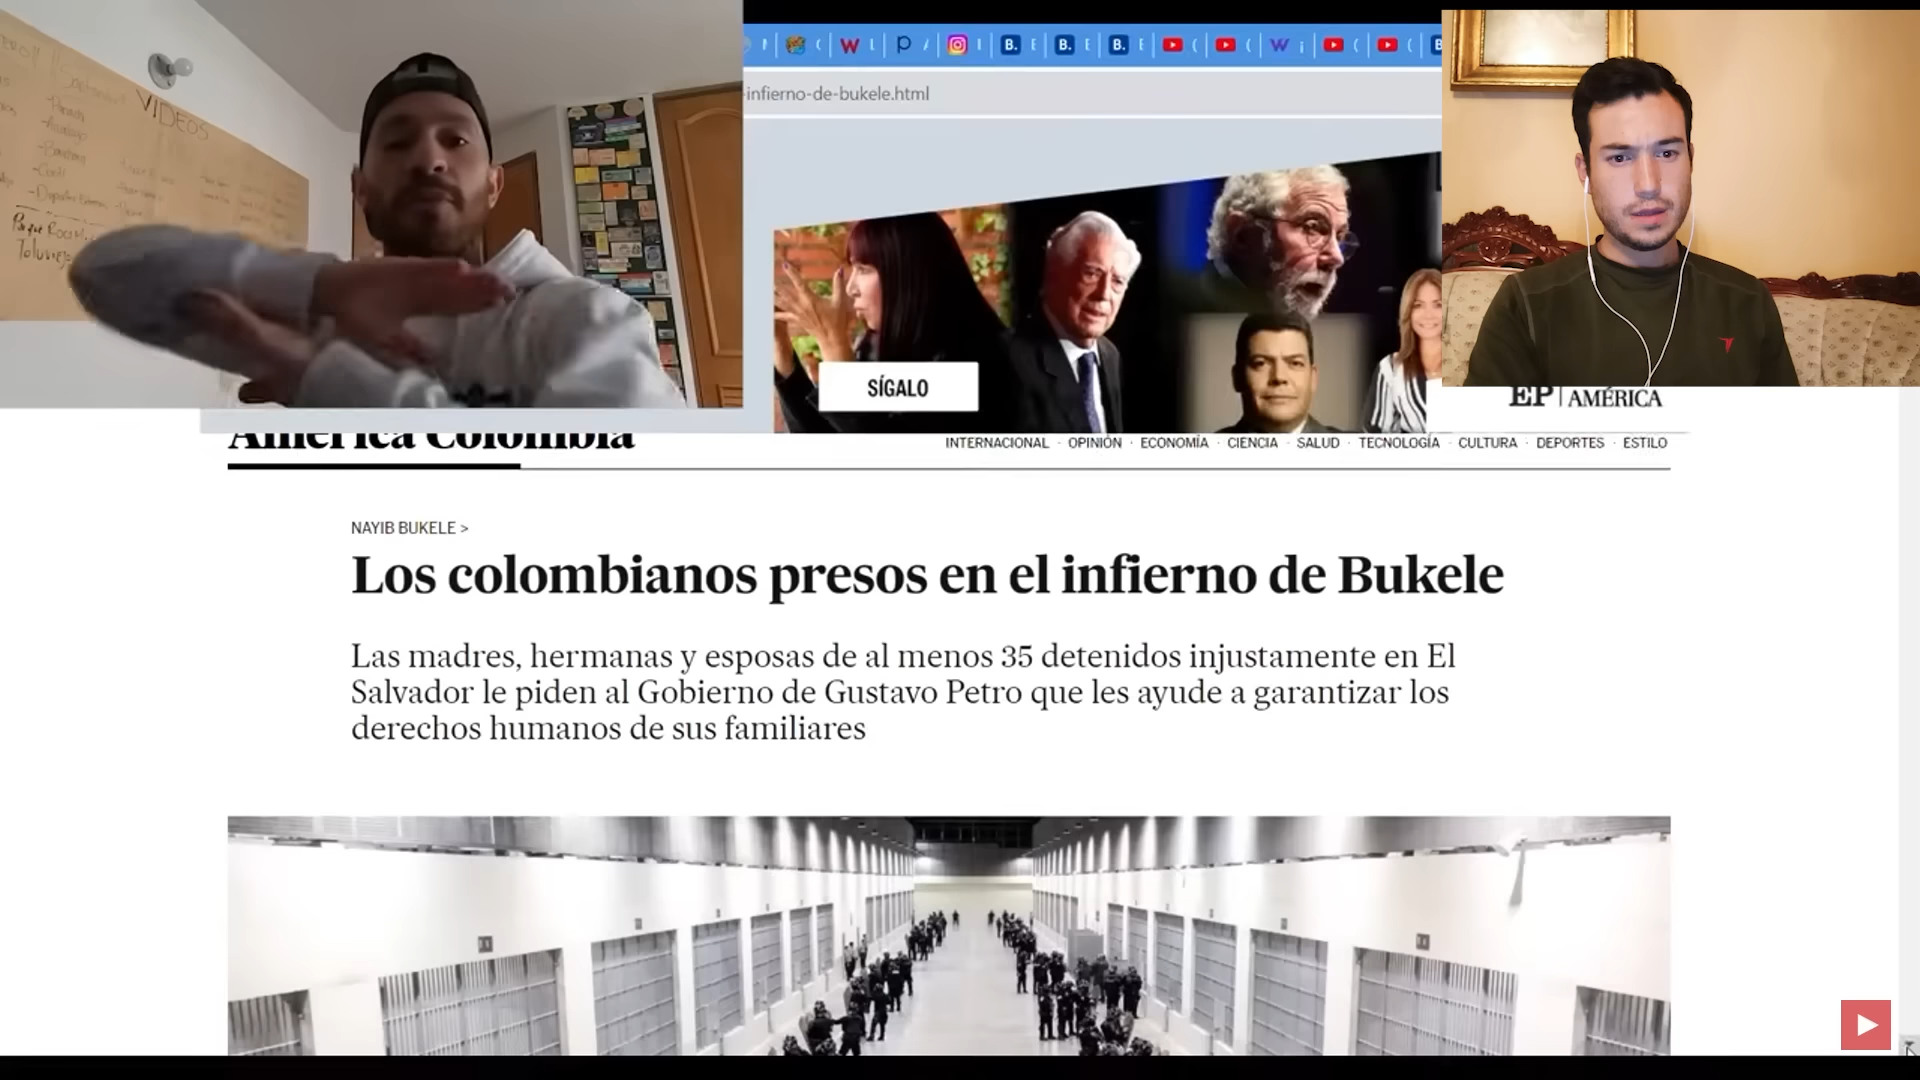 VIDEOS
-infierno-de-bukele.html
SÍGALO
EP | AMÉRICA
América Colombia
INTERNACIONAL · OPINIÓN · ECONOMÍA · CIENCIA · SALUD · TECNOLOGÍA · CULTURA · DEPORTES · ESTILO
NAYIB BUKELE >
Los colombianos presos en el infierno de Bukele
Las madres, hermanas y esposas de al menos 35 detenidos injustamente en El
Salvador le piden al Gobierno de Gustavo Petro que les ayude a garantizar los
derechos humanos de sus familiares